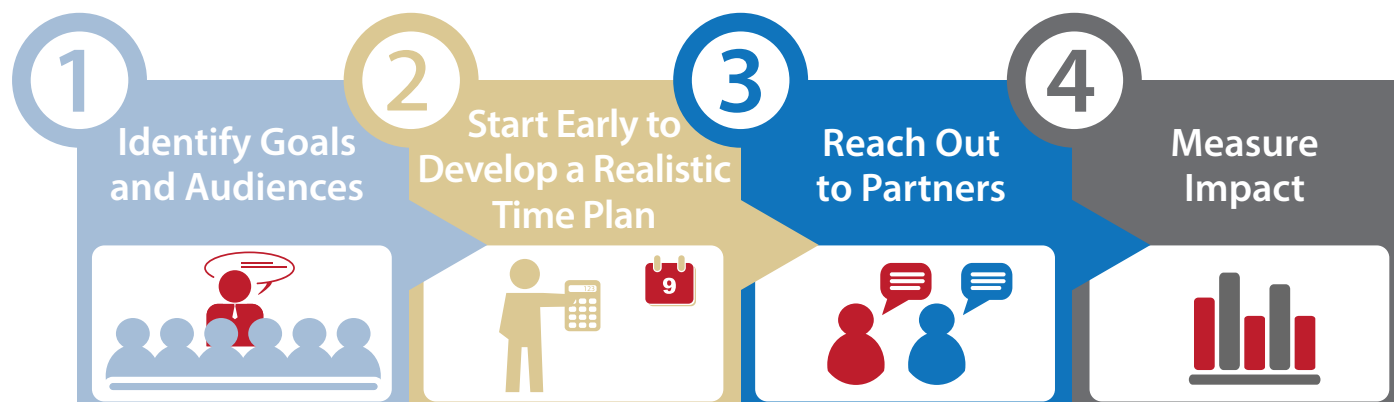 1
Identify Goals
and Audiences
2
Start Early to
Develop a Realistic
Time Plan
123
9
3
Reach Out
to Partners
4
Measure
Impact